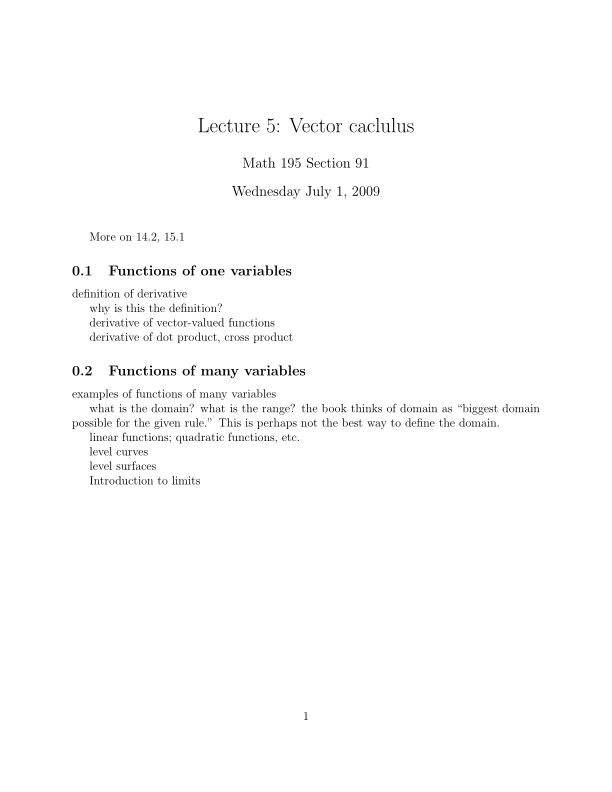 Lecture 5: Vector caclulus
Math 195 Section 91
Wednesday July 1, 2009
More on 14.2, 15.1
0.1 Functions of one variables
definition of derivative
why is this the definition?
derivative of vector-valued functions
derivative of dot product, cross product
0.2 Functions of many variables
examples of functions of many variables
what is the domain? what is the range? the book thinks of domain as “biggest domain
possible for the given rule.” This is perhaps not the best way to define the domain.
linear functions; quadratic functions, etc.
level curves
level surfaces
Introduction to limits
1